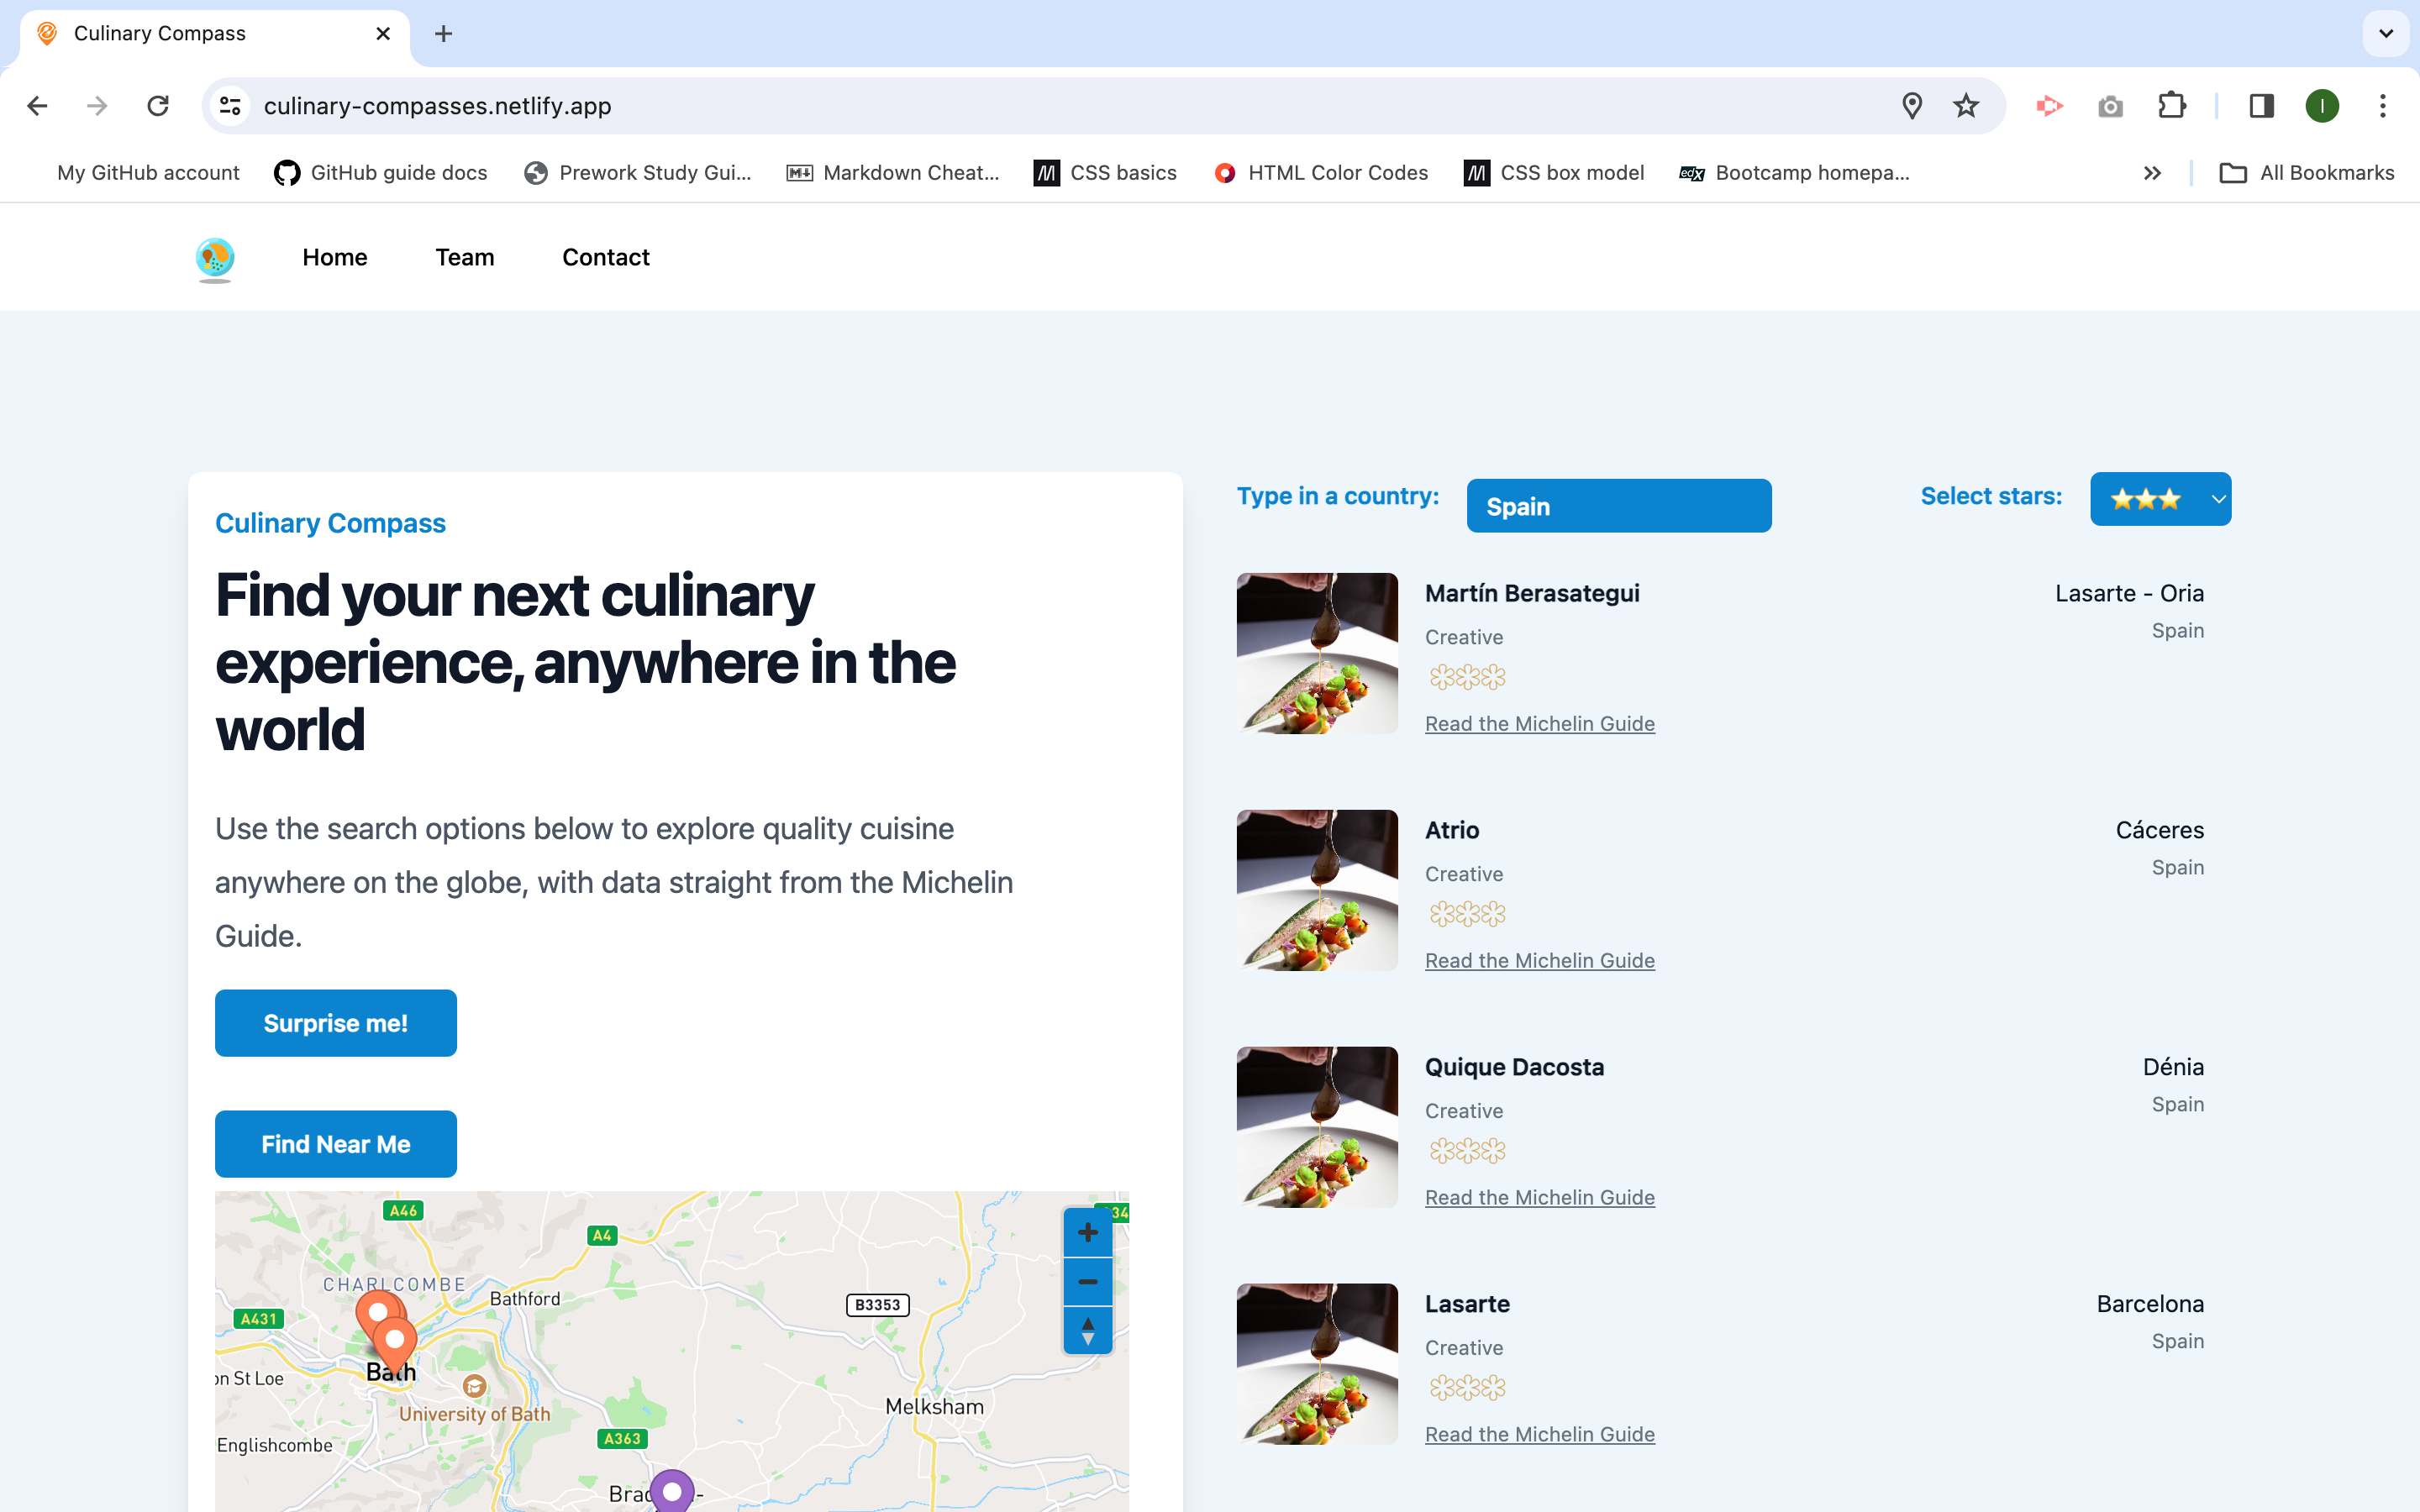 Culinary Compass
culinary-compasses.netlify.app
I
My GitHub account
GitHub guide docs
Prework Study Gui...
Markdown Cheat...
CSS basics
HTML Color Codes
edX
Bootcamp homepa...
CSS box model
All Bookmarks
Home
Team
Contact
Culinary Compass
Find your next culinary
experience, anywhere in the
world
Use the search options below to explore quality cuisine
anywhere on the globe, with data straight from the Michelin
Guide.
Surprise me!
Find Near Me
A46
A4
34
CHARLCOMBE
Bathford
B3353
A431
Bath
on St Loe
University of Bath
Melksham
Englishcombe
A363
Brad
Type in a country:
Spain
Select stars:
Martín Berasategui
Lasarte - Oria
Creative
Spain
Read the Michelin Guide
Atrio
Cáceres
Creative
Spain
Read the Michelin Guide
Quique Dacosta
Dénia
Creative
Spain
Read the Michelin Guide
Lasarte
Barcelona
Creative
Spain
Read the Michelin Guide